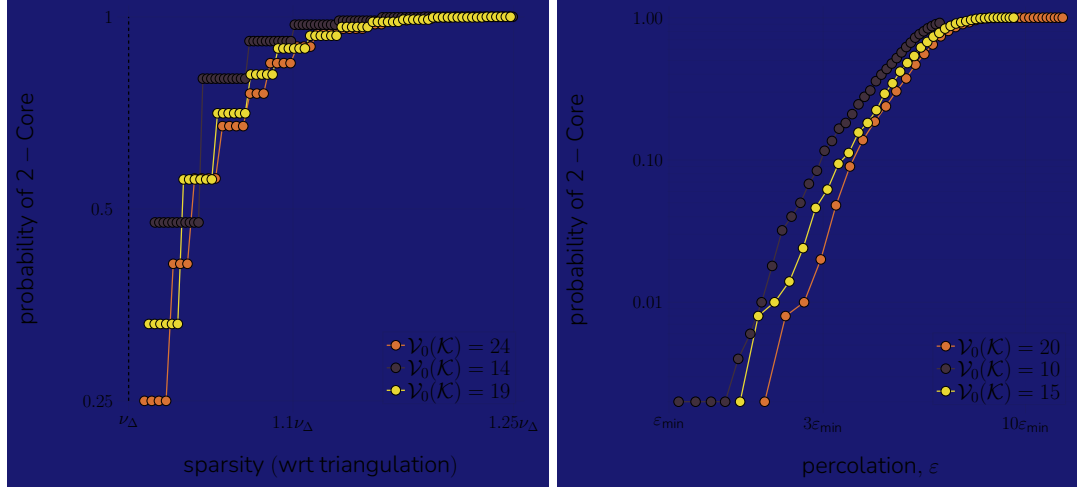 1
0.5
0.25
probability of 2 − Core
𝒱₀(𝒦) = 24
𝒱₀(𝒦) = 14
𝒱₀(𝒦) = 19
ν_Δ
1.1ν_Δ
1.25ν_Δ
sparsity (wrt triangulation)
1.00
0.10
0.01
probability of 2 − Core
𝒱₀(𝒦) = 20
𝒱₀(𝒦) = 10
𝒱₀(𝒦) = 15
ε_min
3ε_min
10ε_min
percolation, ε